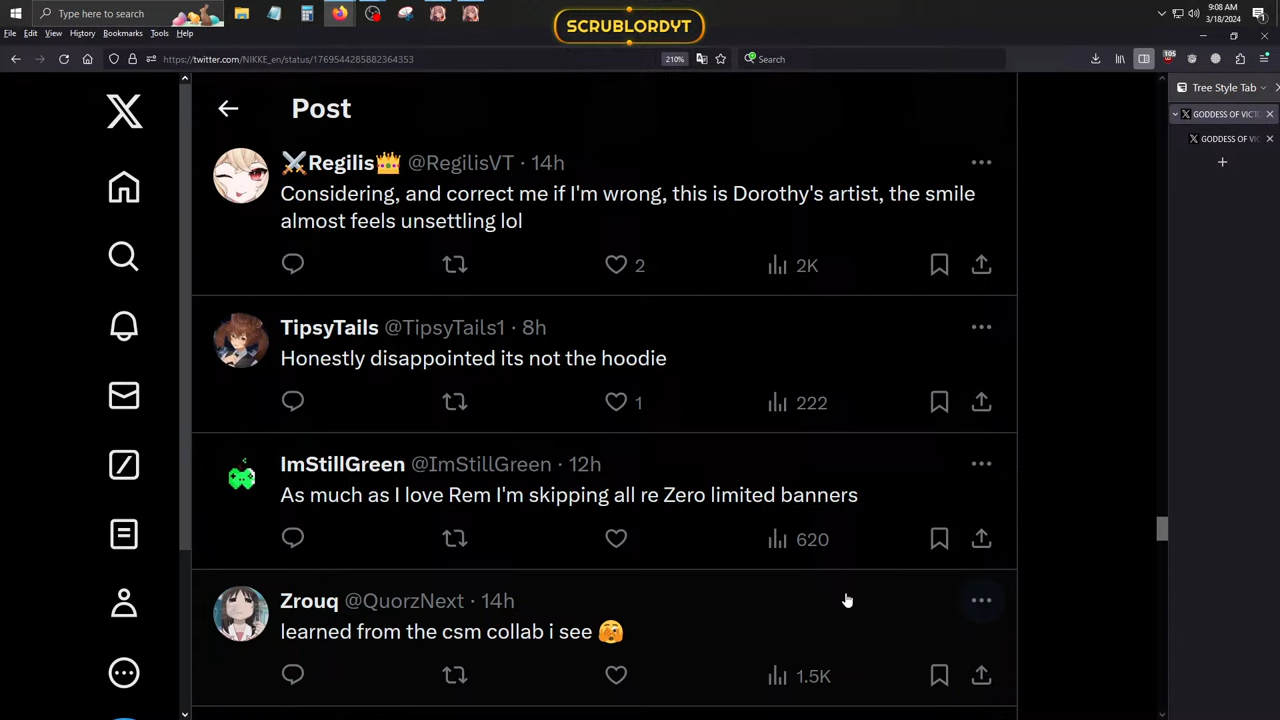 Type here to search
SCRUBLORDYT
9:08 AM
3/18/2024
1
File Edit View History Bookmarks Tools Help
https://twitter.com/NIKKE_en/status/1769544285882364353
210%
Search
105
Tree Style Tab
GODDESS OF VICT
GODDESS OF VIC
Post
⚔️Regilis👑 @RegilisVT · 14h
Considering, and correct me if I'm wrong, this is Dorothy's artist, the smile
almost feels unsettling lol
2
2K
TipsyTails @TipsyTails1 · 8h
Honestly disappointed its not the hoodie
1
222
ImStillGreen @ImStillGreen · 12h
As much as I love Rem I'm skipping all re Zero limited banners
620
Zrouq @QuorzNext · 14h
learned from the csm collab i see 🫣
1.5K